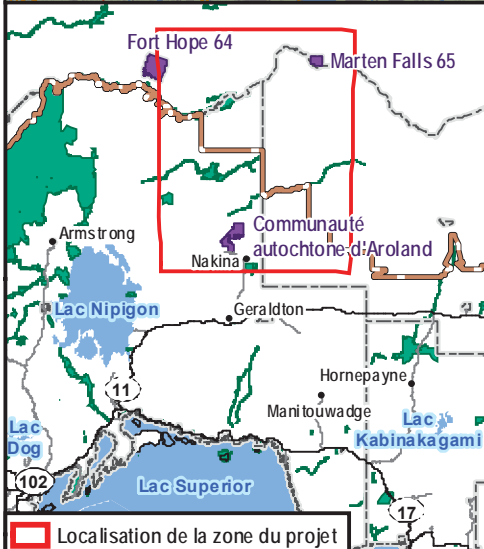 Fort Hope 64
Marten Falls 65
Communauté
autochtone d'Aroland
Armstrong
Nakina
Lac Nipigon
Geraldton
11
Hornepayne
Manitouwadge
Lac
Kabinakagami
Lac
Dog
102
Lac Superior
17
Localisation de la zone du projet